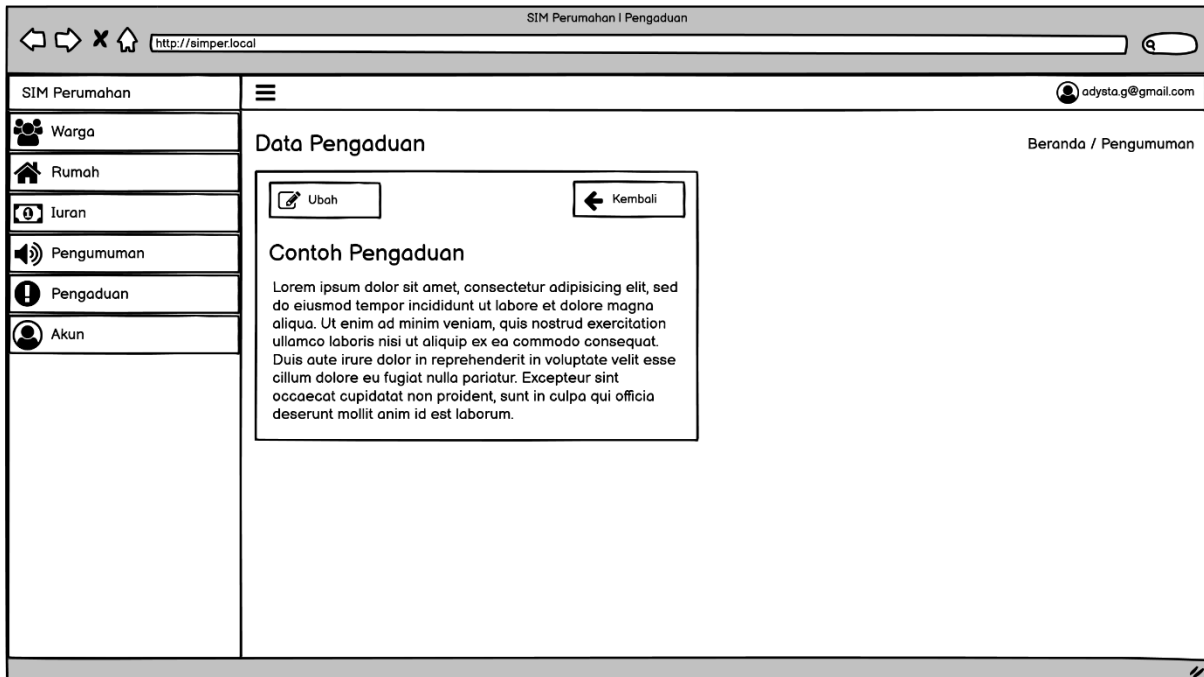 SIM Perumahan | Pengaduan
http://simper.local
SIM Perumahan
adysta.g@gmail.com
Warga
Rumah
Iuran
Pengumuman
Pengaduan
Akun
Data Pengaduan
Beranda / Pengumuman
Ubah
Kembali
Contoh Pengaduan
Lorem ipsum dolor sit amet, consectetur adipisicing elit, sed
do eiusmod tempor incididunt ut labore et dolore magna
aliqua. Ut enim ad minim veniam, quis nostrud exercitation
ullamco laboris nisi ut aliquip ex ea commodo consequat.
Duis aute irure dolor in reprehenderit in voluptate velit esse
cillum dolore eu fugiat nulla pariatur. Excepteur sint
occaecat cupidatat non proident, sunt in culpa qui officia
deserunt mollit anim id est laborum.